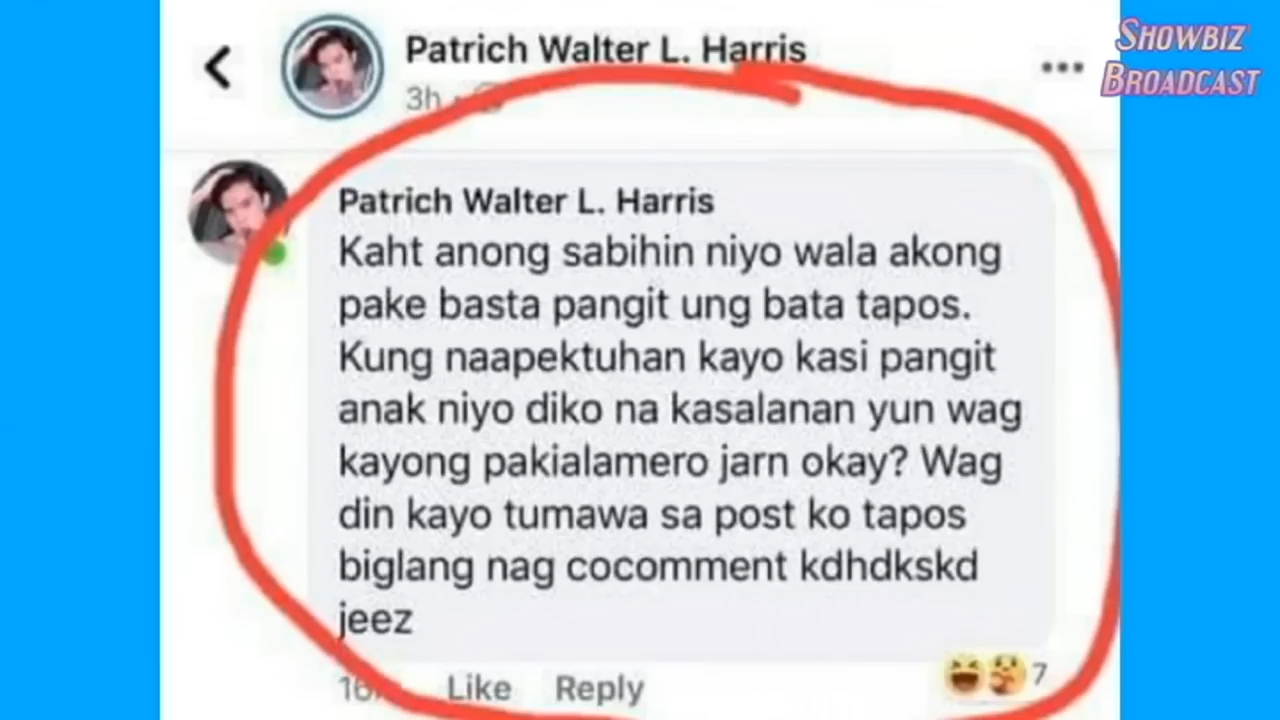 Showbiz
Broadcast
Patrich Walter L. Harris
3h
Patrich Walter L. Harris
Kaht anong sabihin niyo wala akong
pake basta pangit ung bata tapos.
Kung naapektuhan kayo kasi pangit
anak niyo diko na kasalanan yun wag
kayong pakialamero jarn okay? Wag
din kayo tumawa sa post ko tapos
biglang nag cocomment kdhdkskd
jeez
Like Reply
7